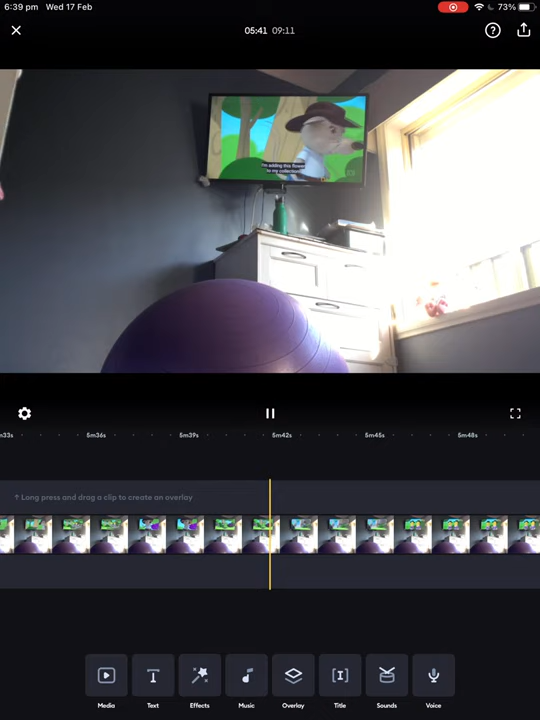 6:39 pm Wed 17 Feb
73%
05:41 09:11
I'm adding this flower
to my collection.
m33s 5m36s 5m39s 5m42s 5m45s 5m48s
Long press and drag a clip to create an overlay
Media Text Effects Music Overlay Title Sounds Voice